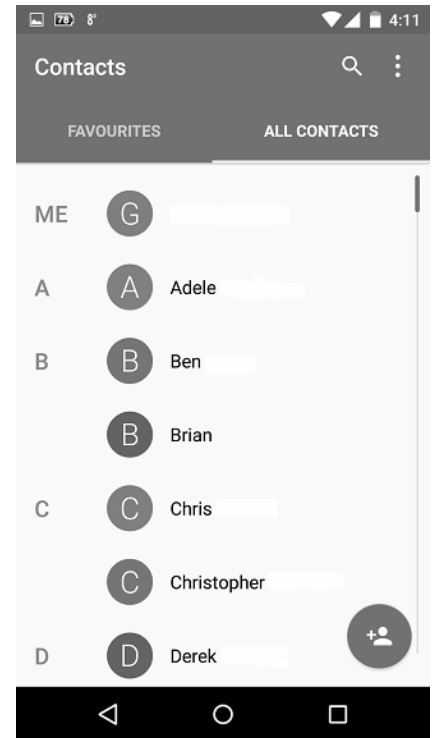 78 8° 4:11
Contacts
FAVOURITES ALL CONTACTS
ME G
A A Adele
B B Ben
B Brian
C C Chris
C Christopher
D D Derek